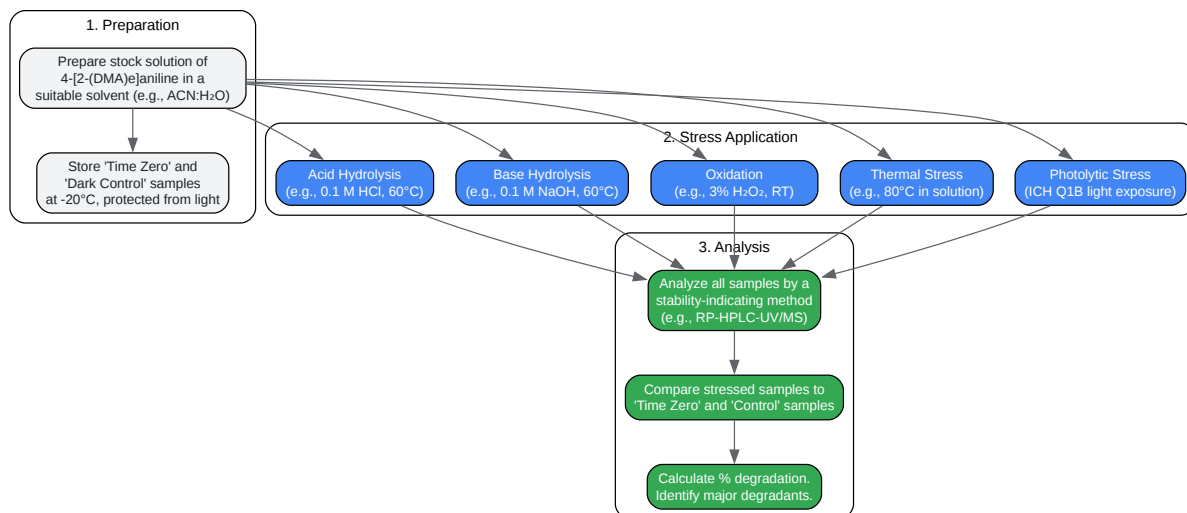 1. Preparation
Prepare stock solution of
4-[2-(DMA)e]aniline in a
suitable solvent (e.g., ACN:H₂O)
Store 'Time Zero' and
'Dark Control' samples
at -20°C, protected from light
2. Stress Application
Acid Hydrolysis
(e.g., 0.1 M HCl, 60°C)
Base Hydrolysis
(e.g., 0.1 M NaOH, 60°C)
Oxidation
(e.g., 3% H₂O₂, RT)
Thermal Stress
(e.g., 80°C in solution)
Photolytic Stress
(ICH Q1B light exposure)
3. Analysis
Analyze all samples by a
stability-indicating method
(e.g., RP-HPLC-UV/MS)
Compare stressed samples to
'Time Zero' and 'Control' samples
Calculate % degradation.
Identify major degradants.